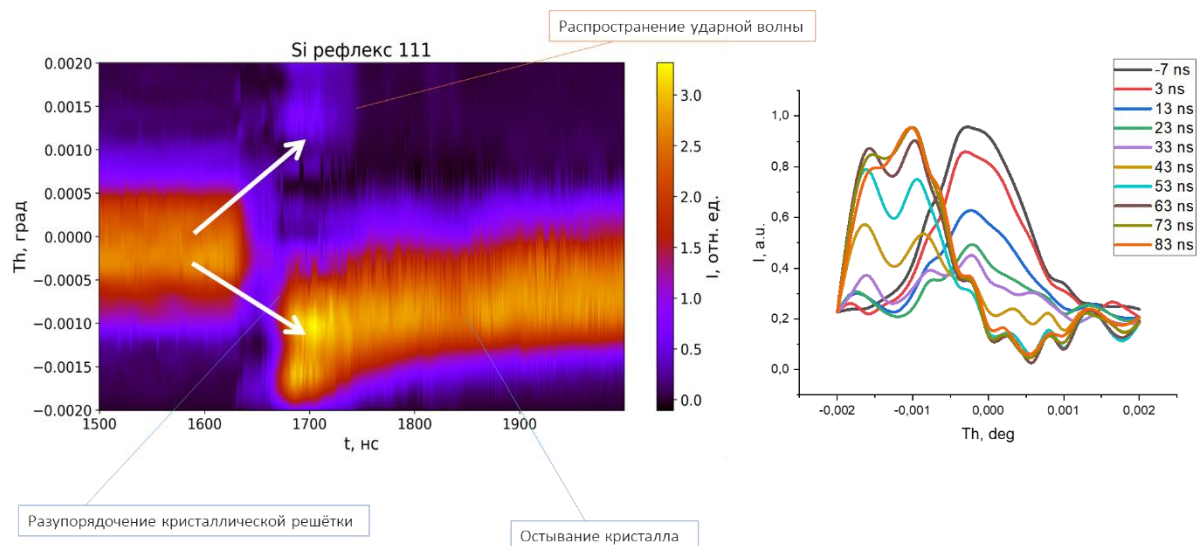 Распространение ударной волны
Si рефлекс 111
Th, град
0.0020
0.0015
0.0010
0.0005
0.0000
−0.0005
−0.0010
−0.0015
−0.0020
1500
1600
1700
1800
1900
t, нс
3.0
2.5
2.0
1.5
1.0
0.5
0.0
I, отн. ед.
Разупорядочение кристаллической решётки
Остывание кристалла
-7 ns
3 ns
13 ns
23 ns
33 ns
43 ns
53 ns
63 ns
73 ns
83 ns
I, a.u.
1,0
0,8
0,6
0,4
0,2
0,0
-0,002
-0,001
0,000
0,001
0,002
Th, deg